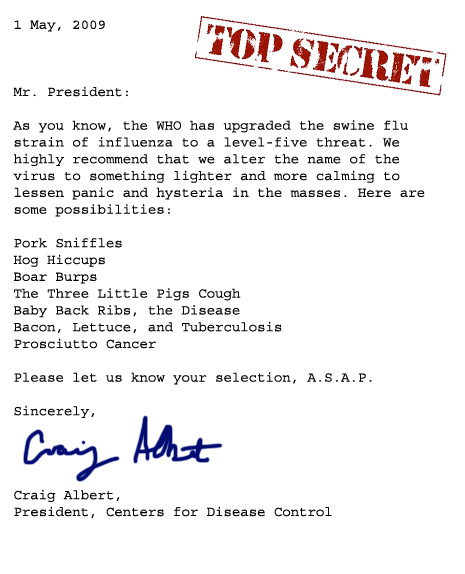 1 May, 2009
TOP SECRET
Mr. President:
As you know, the WHO has upgraded the swine flu
strain of influenza to a level-five threat. We
highly recommend that we alter the name of the
virus to something lighter and more calming to
lessen panic and hysteria in the masses. Here are
some possibilities:
Pork Sniffles
Hog Hiccups
Boar Burps
The Three Little Pigs Cough
Baby Back Ribs, the Disease
Bacon, Lettuce, and Tuberculosis
Prosciutto Cancer
Please let us know your selection, A.S.A.P.
Sincerely,
Craig Albert
Craig Albert,
President, Centers for Disease Control